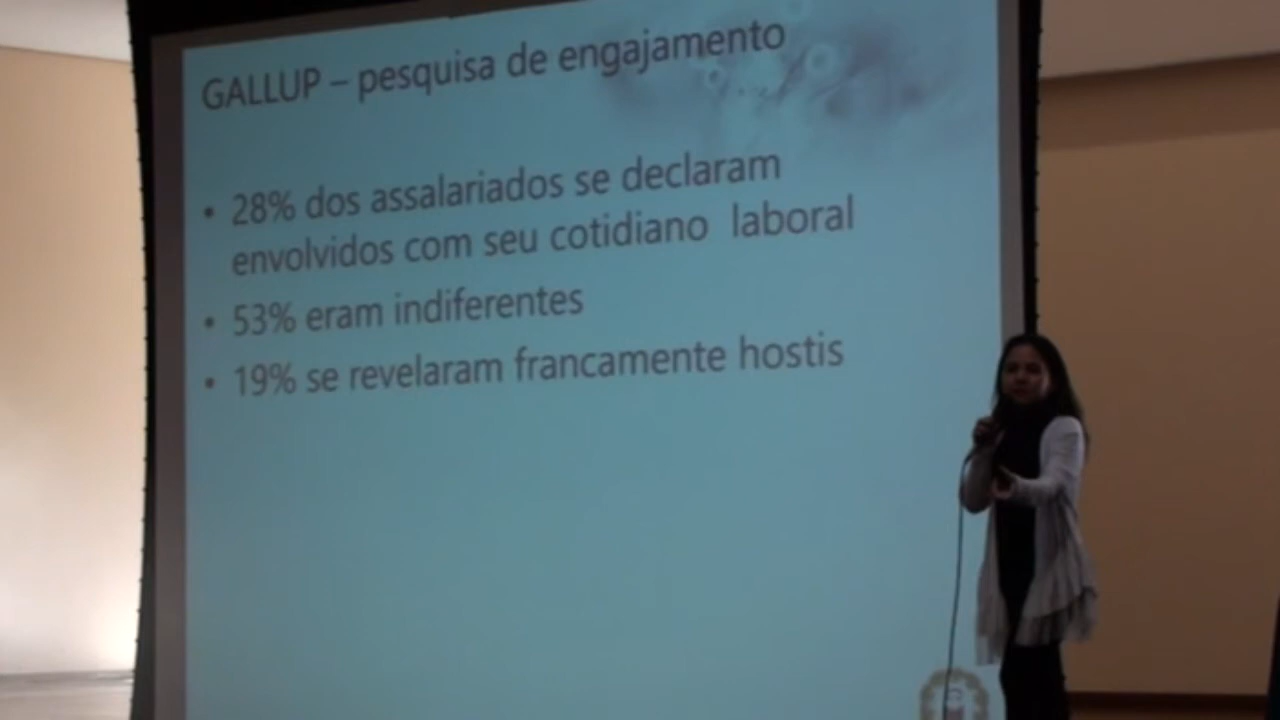 GALLUP – pesquisa de engajamento
• 28% dos assalariados se declaram
envolvidos com seu cotidiano laboral
• 53% eram indiferentes
• 19% se revelaram francamente hostis